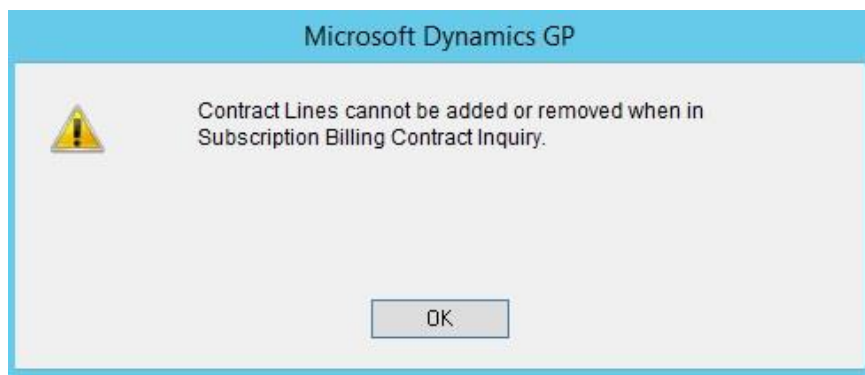 Microsoft Dynamics GP
Contract Lines cannot be added or removed when in
Subscription Billing Contract Inquiry.
OK